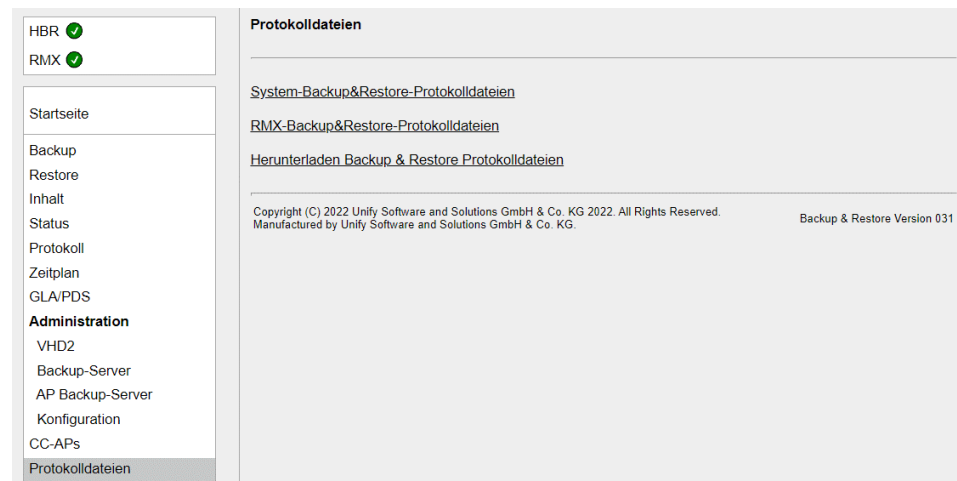 HBR
RMX
Startseite
Backup
Restore
Inhalt
Status
Protokoll
Zeitplan
GLA/PDS
Administration
VHD2
Backup-Server
AP Backup-Server
Konfiguration
CC-APs
Protokolldateien
Protokolldateien
System-Backup&Restore-Protokolldateien
RMX-Backup&Restore-Protokolldateien
Herunterladen Backup & Restore Protokolldateien
Copyright (C) 2022 Unify Software and Solutions GmbH & Co. KG 2022. All Rights Reserved.
Manufactured by Unify Software and Solutions GmbH & Co. KG.
Backup & Restore Version 031